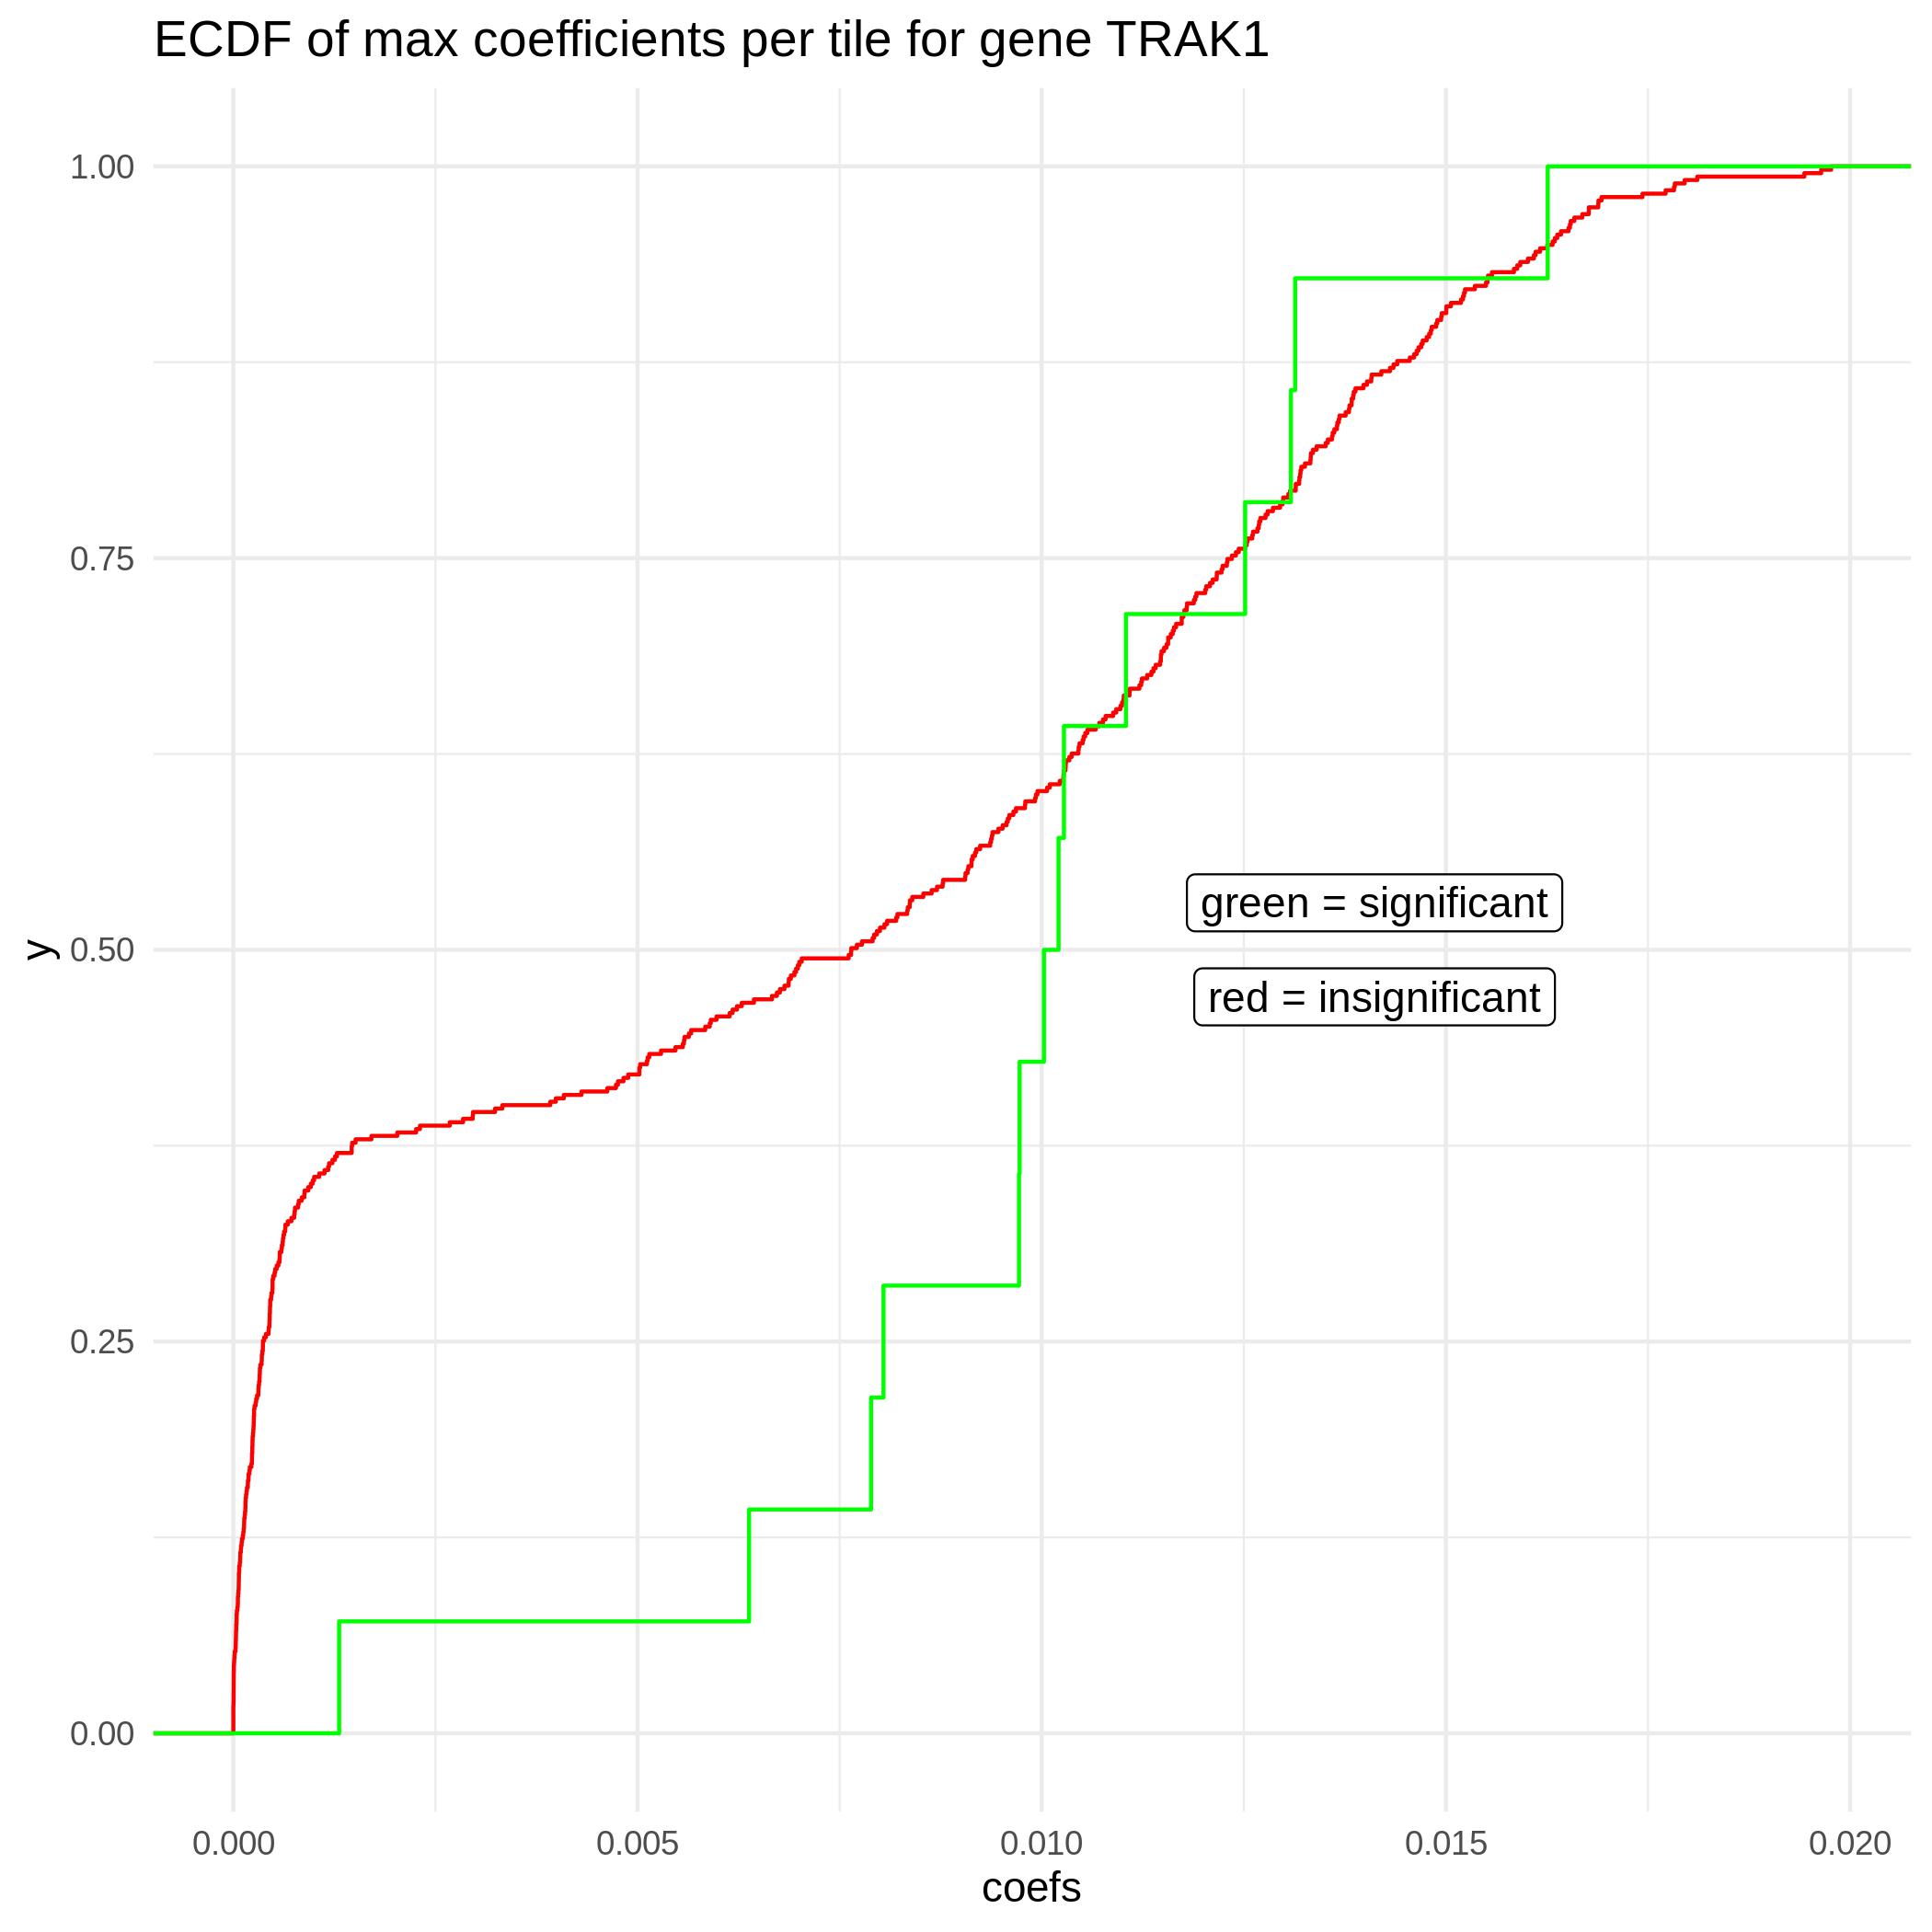 ECDF of max coefficients per tile for gene TRAK1
1.00
0.75
0.50
0.25
0.00
y
green = significant
red = insignificant
0.000 0.005 0.010 0.015 0.020
coefs